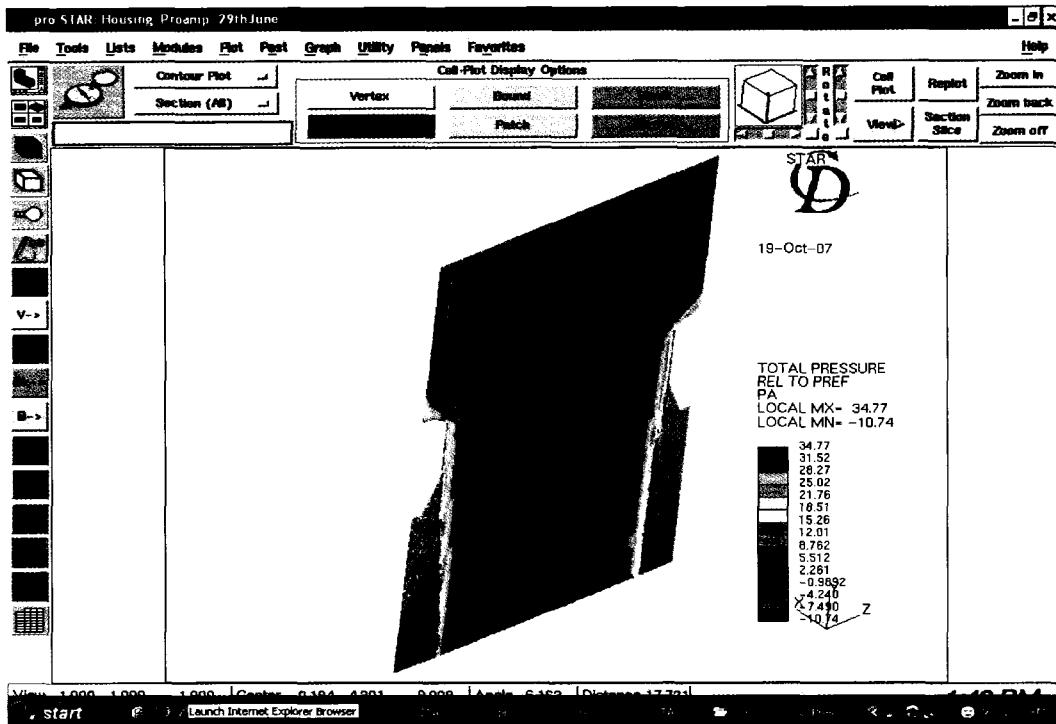 pro STAR: Housing Proamp 29thJune
File Tools Lists Modules Plot Post Graph Utility Panels Favorites Help
Contour Plot
Section (All)
Cell-Plot Display Options
Vertex Bound
Patch
Rotate
Cell Plot
View>
Replot
Section Slice
Zoom In
Zoom back
Zoom off
V->
B->
STAR
CD
19-Oct-07
TOTAL PRESSURE
REL TO PREF
PA
LOCAL MX= 34.77
LOCAL MN= -10.74
34.77
31.52
28.27
25.02
21.76
18.51
15.26
12.01
8.762
5.512
2.261
-0.9892
-4.240
-7.490
-10.74
X Y Z
start
Launch Internet Explorer Browser